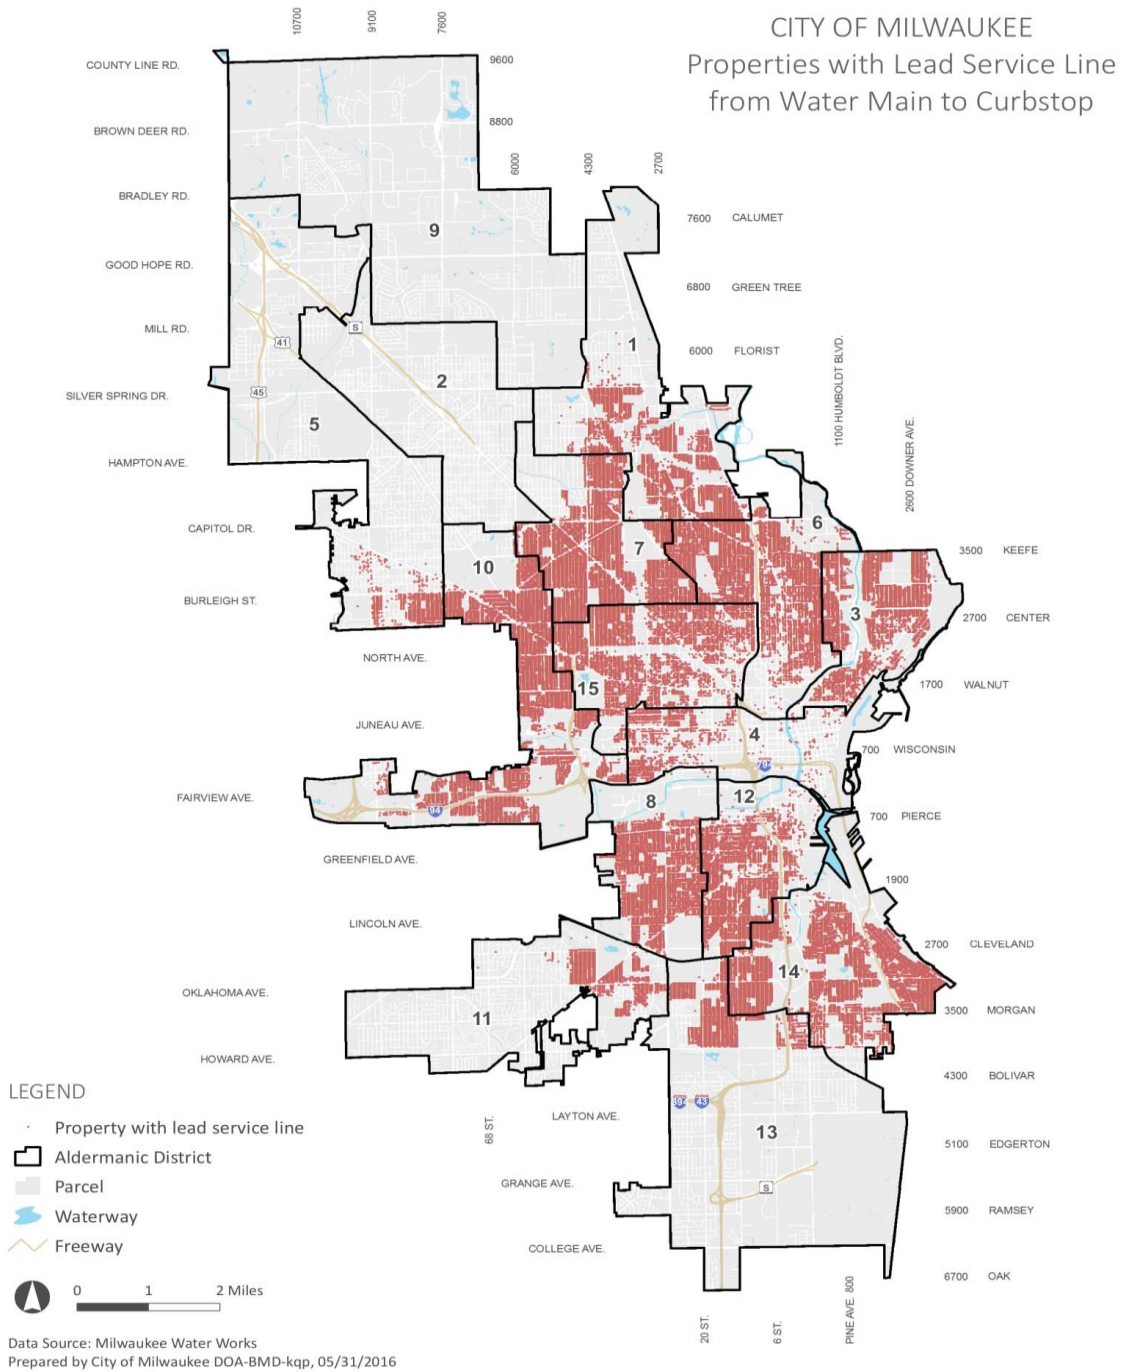 CITY OF MILWAUKEE
Properties with Lead Service Line
from Water Main to Curbstop
10700
9100
7600
COUNTY LINE RD.
9600
BROWN DEER RD.
8800
6000
4300
2700
BRADLEY RD.
7600 CALUMET
9
GOOD HOPE RD.
6800 GREEN TREE
MILL RD.
S
41
1
6000 FLORIST
1100 HUMBOLDT BLVD.
2
45
SILVER SPRING DR.
5
2600 DOWNER AVE.
HAMPTON AVE.
CAPITOL DR.
6
7
3500 KEEFE
10
BURLEIGH ST.
3
2700 CENTER
NORTH AVE.
15
1700 WALNUT
JUNEAU AVE.
4
700 WISCONSIN
794
FAIRVIEW AVE.
94
8
12
700 PIERCE
GREENFIELD AVE.
1900
LINCOLN AVE.
2700 CLEVELAND
14
OKLAHOMA AVE.
11
3500 MORGAN
HOWARD AVE.
4300 BOLIVAR
LEGEND
Property with lead service line
Aldermanic District
Parcel
Waterway
Freeway
0 1 2 Miles
68 ST.
894
43
LAYTON AVE.
13
5100 EDGERTON
GRANGE AVE.
S
5900 RAMSEY
COLLEGE AVE.
6700 OAK
20 ST.
6 ST.
PINE AVE. 800
Data Source: Milwaukee Water Works
Prepared by City of Milwaukee DOA-BMD-kqp, 05/31/2016